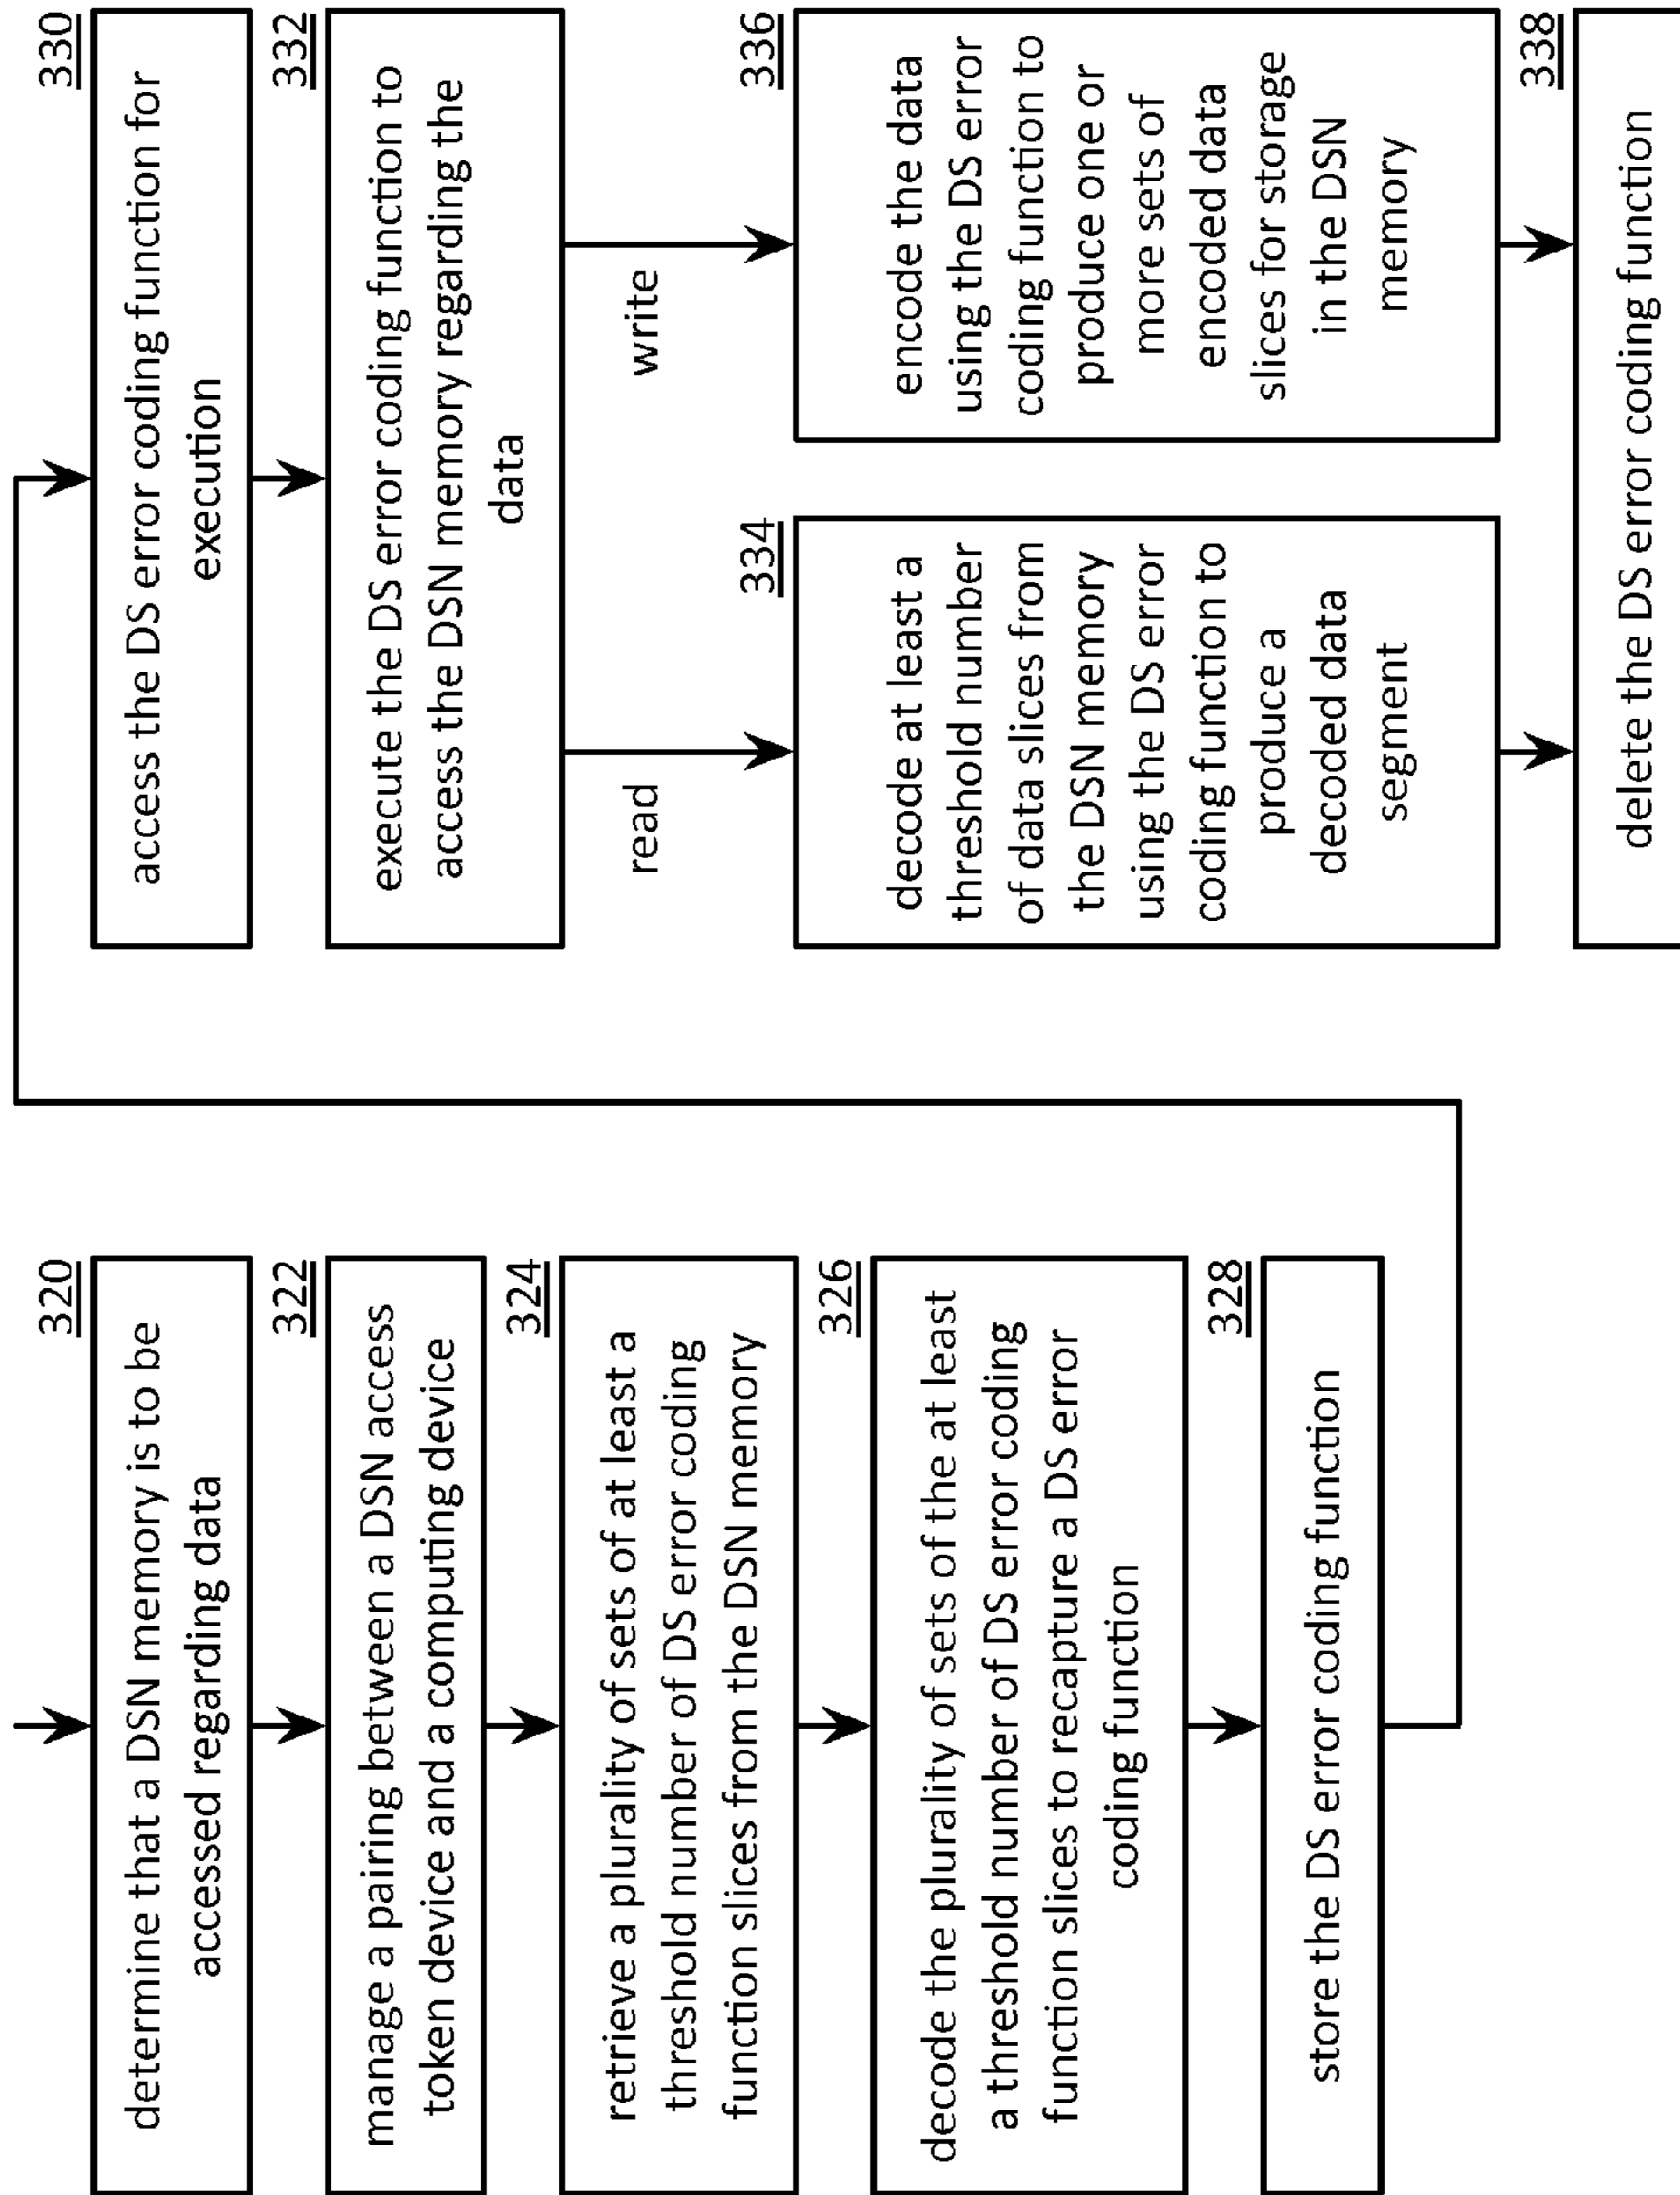 320
determine that a DSN memory is to be
accessed regarding data
322
manage a pairing between a DSN access
token device and a computing device
324
retrieve a plurality of sets of at least a
threshold number of DS error coding
function slices from the DSN memory
326
decode the plurality of sets of the at least
a threshold number of DS error coding
function slices to recapture a DS error
coding function
328
store the DS error coding function
330
access the DS error coding function for
execution
332
execute the DS error coding function to
access the DSN memory regarding the
data
read
write
334
decode at least a
threshold number
of data slices from
the DSN memory
using the DS error
coding function to
produce a
decoded data
segment
336
encode the data
using the DS error
coding function to
produce one or
more sets of
encoded data
slices for storage
in the DSN
memory
338
delete the DS error coding function